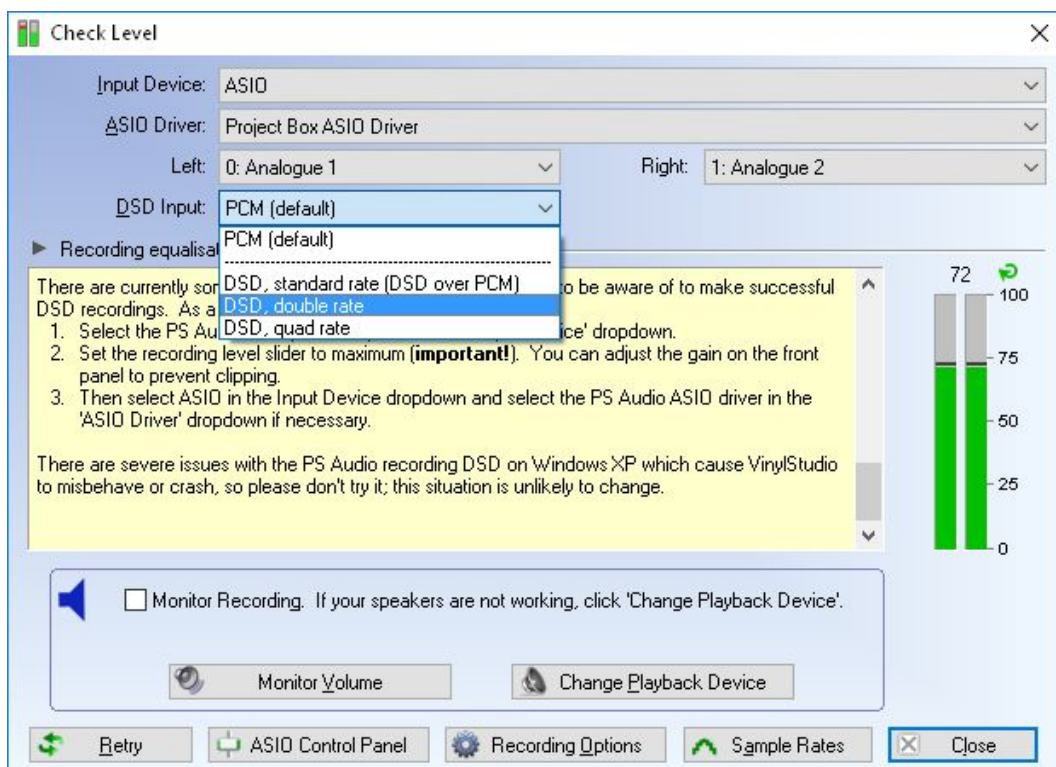 Check Level
Input Device: ASIO
ASIO Driver: Project Box ASIO Driver
Left: 0: Analogue 1 Right: 1: Analogue 2
DSD Input: PCM (default)
PCM (default)
Recording equalisa
DSD, standard rate (DSD over PCM)
DSD, double rate
DSD, quad rate
There are currently so to be aware of to make successful
DSD recordings. As a
1. Select the PS Au ice' dropdown.
2. Set the recording level slider to maximum (important!). You can adjust the gain on the front
panel to prevent clipping.
3. Then select ASIO in the Input Device dropdown and select the PS Audio ASIO driver in the
'ASIO Driver' dropdown if necessary.
There are severe issues with the PS Audio recording DSD on Windows XP which cause VinylStudio
to misbehave or crash, so please don't try it; this situation is unlikely to change.
72
100
75
50
25
0
Monitor Recording. If your speakers are not working, click 'Change Playback Device'.
Monitor Volume Change Playback Device
Retry ASIO Control Panel Recording Options Sample Rates Close